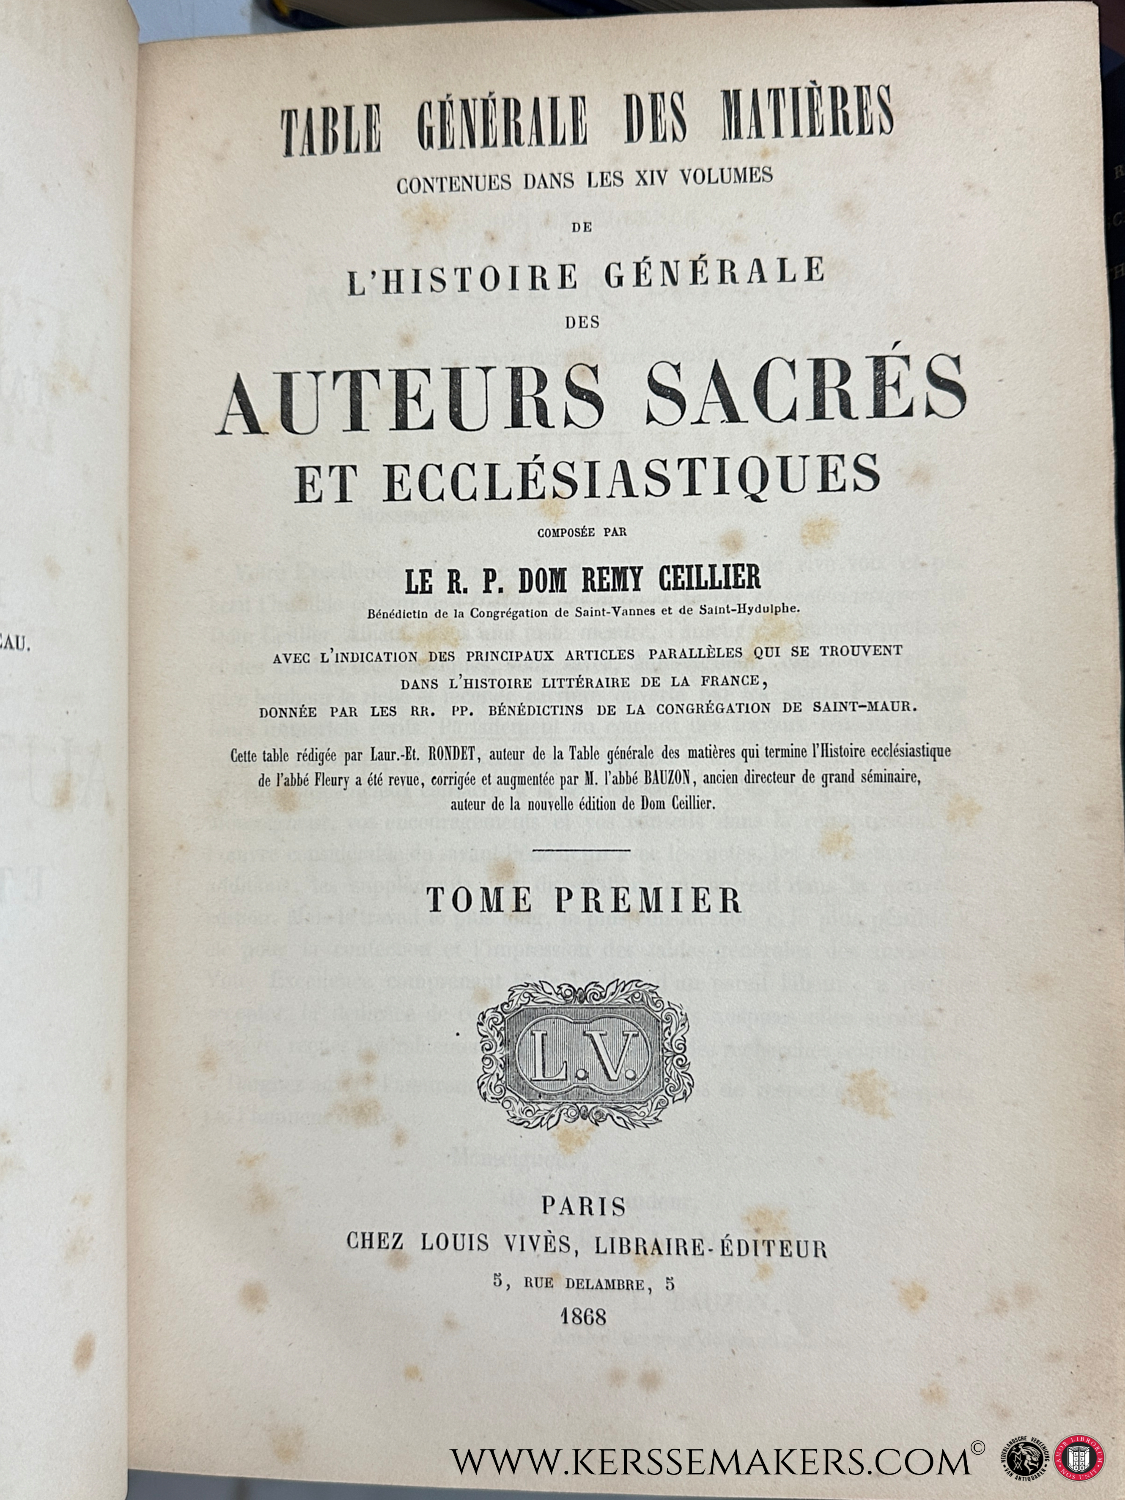 TABLE GÉNÉRALE DES MATIÈRES
CONTENUES DANS LES XIV VOLUMES
DE
L'HISTOIRE GÉNÉRALE
DES
AUTEURS SACRÉS
ET ECCLÉSIASTIQUES
COMPOSÉE PAR
LE R. P. DOM REMY CEILLIER
Bénédictin de la Congrégation de Saint-Vannes et de Saint-Hydulphe.
AVEC L'INDICATION DES PRINCIPAUX ARTICLES PARALLÈLES QUI SE TROUVENT
DANS L'HISTOIRE LITTÉRAIRE DE LA FRANCE,
DONNÉE PAR LES RR. PP. BÉNÉDICTINS DE LA CONGRÉGATION DE SAINT-MAUR.
Cette table rédigée par Laur.-Et. RONDET, auteur de la Table générale des matières qui termine l'Histoire ecclésiastique
de l'abbé Fleury a été revue, corrigée et augmentée par M. l'abbé BAUZON, ancien directeur de grand séminaire,
auteur de la nouvelle édition de Dom Ceillier.
TOME PREMIER
L.V.
PARIS
CHEZ LOUIS VIVÈS, LIBRAIRE-ÉDITEUR
5, RUE DELAMBRE, 5
1868
EAU.
WWW.KERSSEMAKERS.COM©